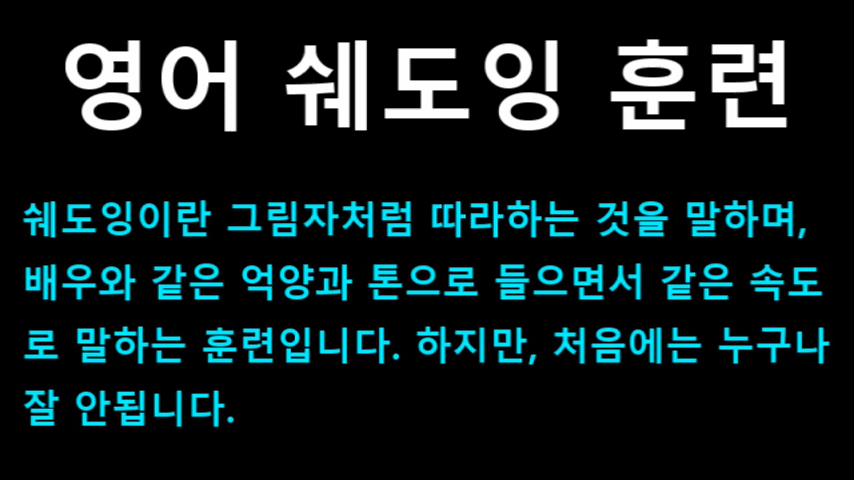 영어 쉐도잉 훈련
쉐도잉이란 그림자처럼 따라하는 것을 말하며,
배우와 같은 억양과 톤으로 들으면서 같은 속도
로 말하는 훈련입니다. 하지만, 처음에는 누구나
잘 안됩니다.